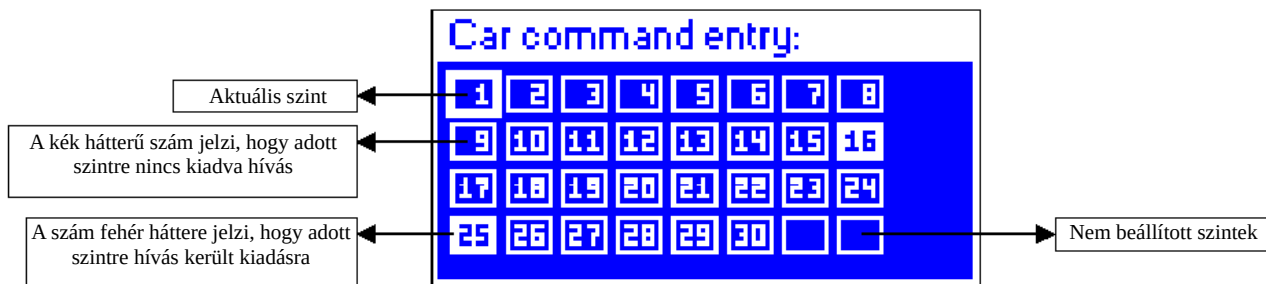 Car command entry:
Aktuális szint
1 2 3 4 5 6 7 8
A kék hátterű szám jelzi, hogy adott
szintre nincs kiadva hívás
9 10 11 12 13 14 15 16
17 18 19 20 21 22 23 24
A szám fehér háttere jelzi, hogy adott
szintre hívás került kiadásra
25 26 27 28 29 30
Nem beállított szintek